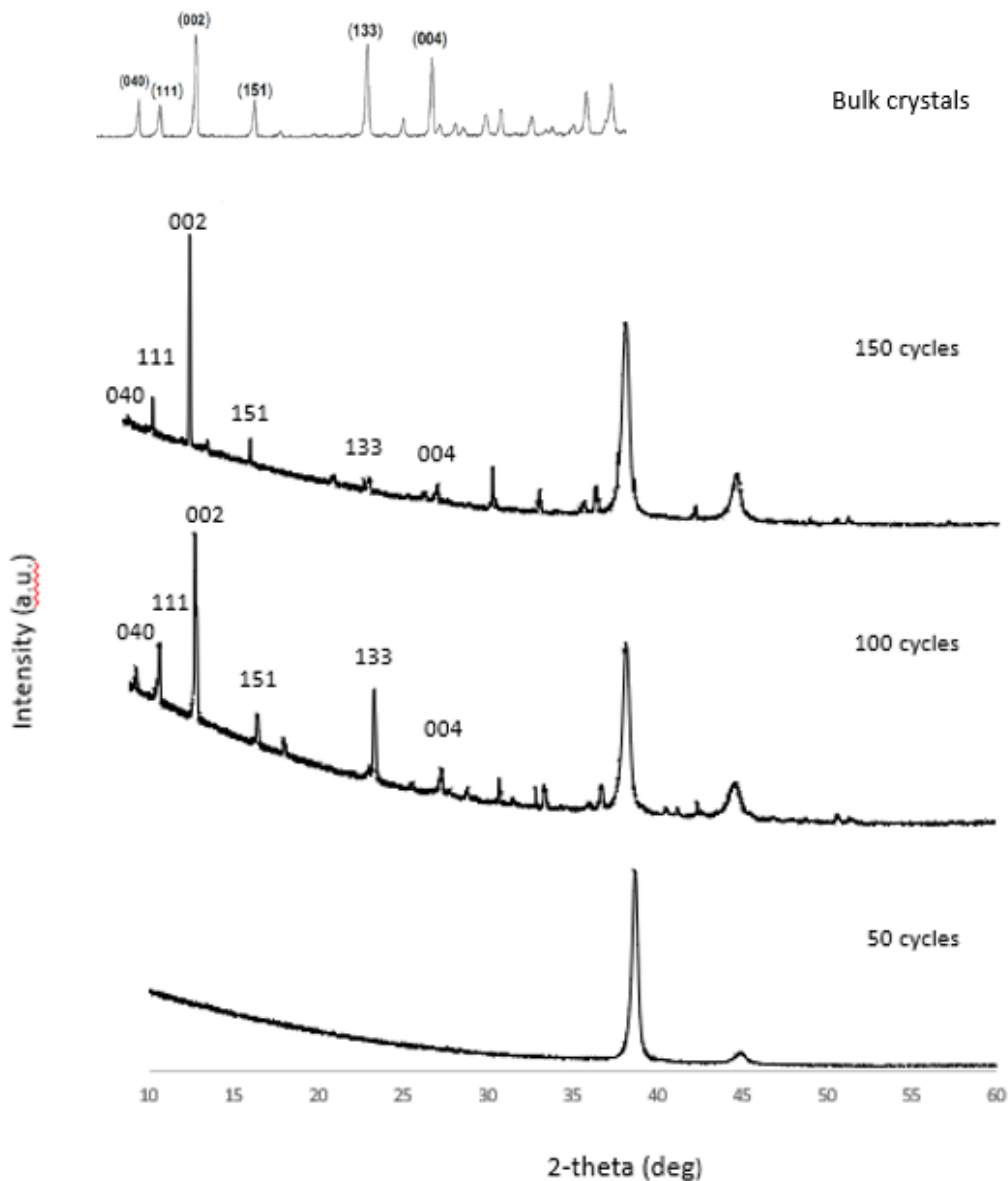 (002)
(133)
(004)
(040)
(111)
(151)
Bulk crystals
002
150 cycles
111
040
151
133
004
002
111
100 cycles
040
133
151
004
Intensity (a.u.)
50 cycles
10 15 20 25 30 35 40 45 50 55 60
2-theta (deg)